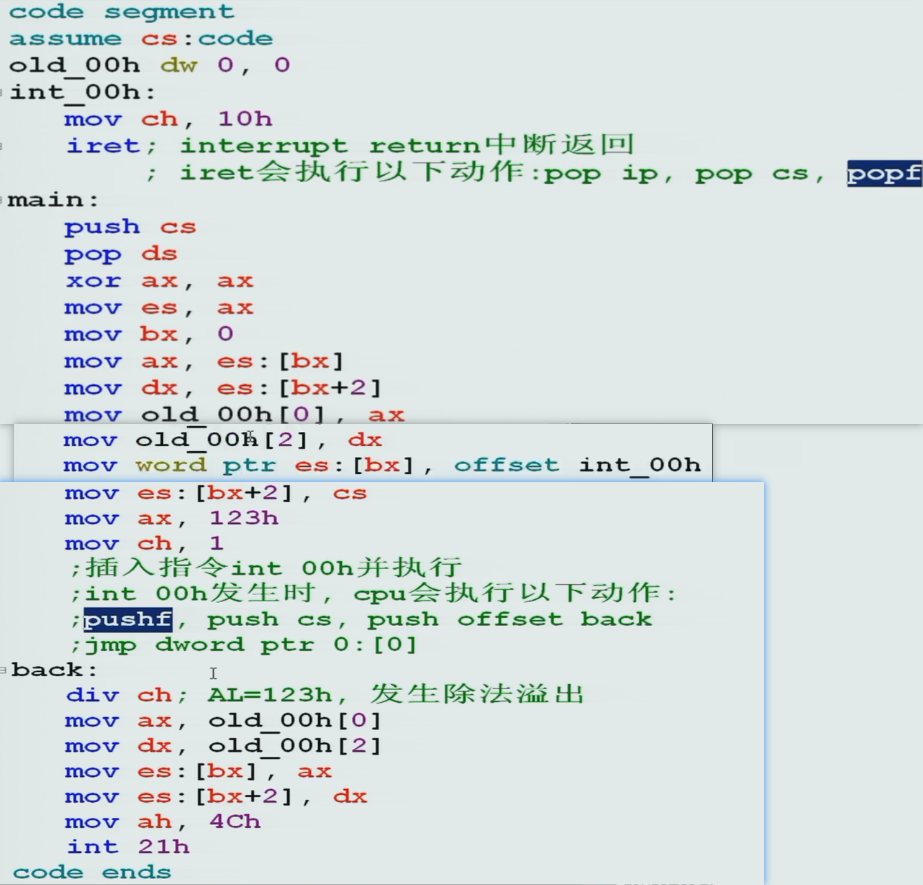 code segment
assume cs:code
old_00h dw 0, 0
int_00h:
mov ch, 10h
iret; interrupt return中断返回
; iret会执行以下动作:pop ip, pop cs, popf
main:
push cs
pop ds
xor ax, ax
mov es, ax
mov bx, 0
mov ax, es:[bx]
mov dx, es:[bx+2]
mov old_00h[0], ax
mov old_00h[2], dx
mov word ptr es:[bx], offset int_00h
mov es:[bx+2], cs
mov ax, 123h
mov ch, 1
;插入指令int 00h并执行
;int 00h发生时, cpu会执行以下动作:
;pushf, push cs, push offset back
;jmp dword ptr 0:[0]
back:
div ch; AL=123h, 发生除法溢出
mov ax, old_00h[0]
mov dx, old_00h[2]
mov es:[bx], ax
mov es:[bx+2], dx
mov ah, 4Ch
int 21h
code ends